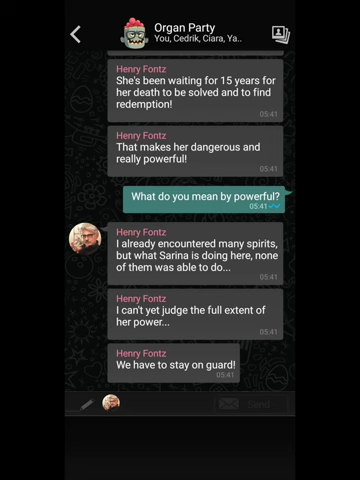 Organ Party
You, Cedrik, Ciara, Ya..
Henry Fontz
She's been waiting for 15 years for
her death to be solved and to find
redemption!
05:41
Henry Fontz
That makes her dangerous and
really powerful!
05:41
What do you mean by powerful?
05:41
Henry Fontz
I already encountered many spirits,
but what Sarina is doing here, none
of them was able to do...
05:41
Henry Fontz
I can't yet judge the full extent of
her power...
05:41
Henry Fontz
We have to stay on guard!
05:41
Send